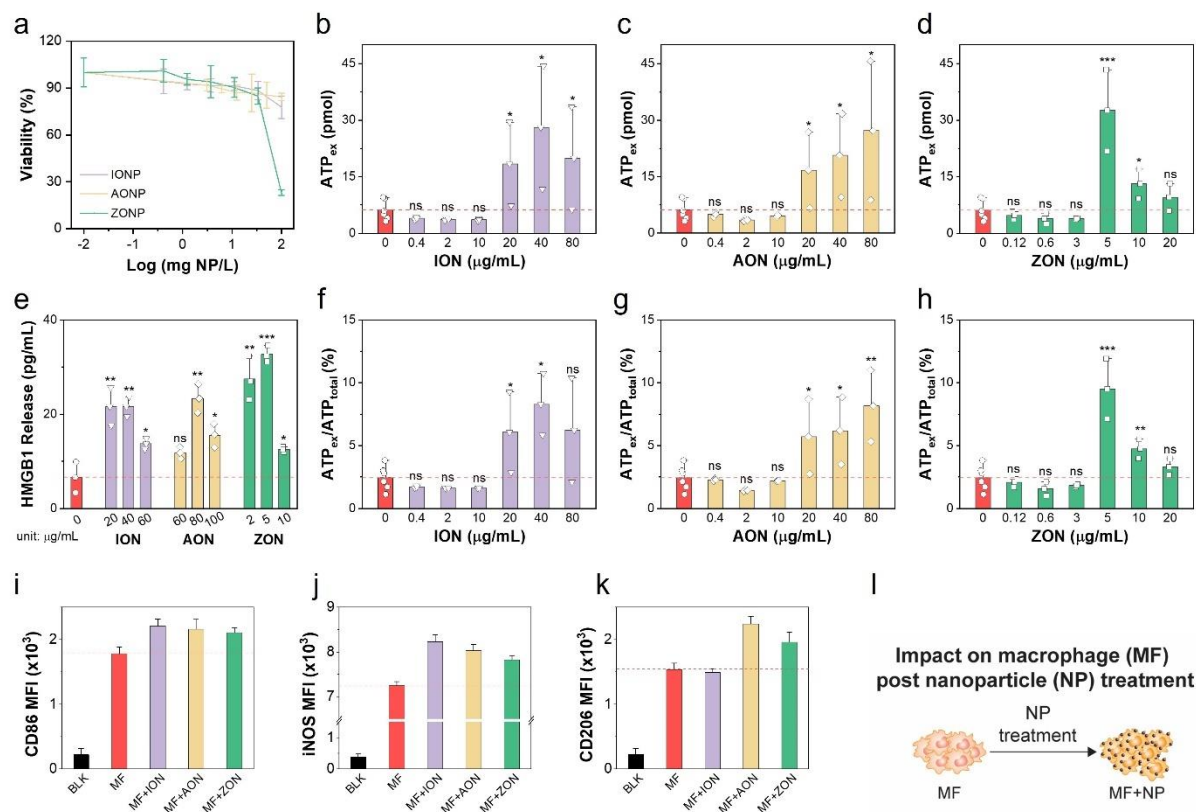 a
Viability (%)
120
90
60
30
0
IONP
AONP
ZONP
-2
-1
0
1
2
Log (mg NP/L)
b
ATPex (pmol)
45
30
15
0
ns
ns
ns
*
*
*
0
0.4
2
10
20
40
80
ION (μg/mL)
c
ATPex (pmol)
45
30
15
0
ns
ns
ns
*
*
*
0
0.4
2
10
20
40
80
AON (μg/mL)
d
ATPex (pmol)
45
30
15
0
ns
ns
ns
***
*
ns
0
0.12
0.6
3
5
10
20
ZON (μg/mL)
e
HMGB1 Release (pg/mL)
40
20
0
**
**
*
ns
**
*
**
***
*
0
20
40
60
60
80
100
2
5
10
unit: μg/mL
ION
AON
ZON
f
ATPex/ATPtotal (%)
15
10
5
0
ns
ns
ns
*
*
ns
0
0.4
2
10
20
40
80
ION (μg/mL)
g
ATPex/ATPtotal (%)
15
10
5
0
ns
ns
ns
*
*
**
0
0.4
2
10
20
40
80
AON (μg/mL)
h
ATPex/ATPtotal (%)
15
10
5
0
ns
ns
ns
***
**
ns
0
0.12
0.6
3
5
10
20
ZON (μg/mL)
i
CD86 MFI (x10³)
2
1
0
BLK
MF
MF+ION
MF+AON
MF+ZON
j
iNOS MFI (x10³)
9
8
7
1
0
BLK
MF
MF+ION
MF+AON
MF+ZON
k
CD206 MFI (x10³)
2
1
0
BLK
MF
MF+ION
MF+AON
MF+ZON
l
Impact on macrophage (MF)
post nanoparticle (NP) treatment
NP
treatment
MF
MF+NP